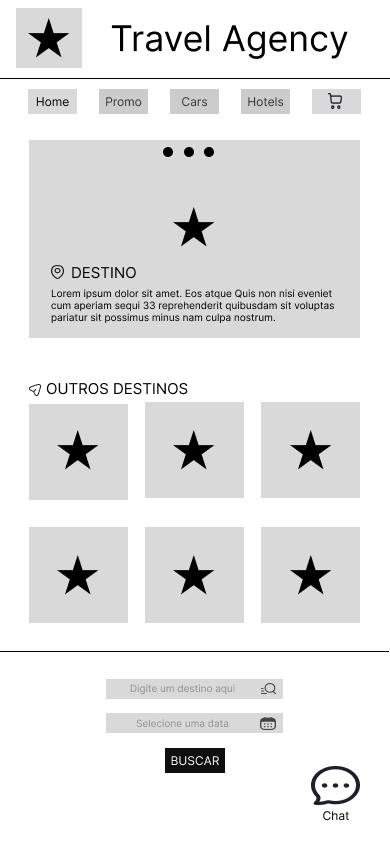 Travel Agency
Home
Promo
Cars
Hotels
DESTINO
Lorem ipsum dolor sit amet. Eos atque Quis non nisi eveniet
cum aperiam sequi 33 reprehenderit quibusdam sit voluptas
pariatur sit possimus minus nam culpa nostrum.
OUTROS DESTINOS
Digite um destino aqui
Selecione uma data
BUSCAR
Chat